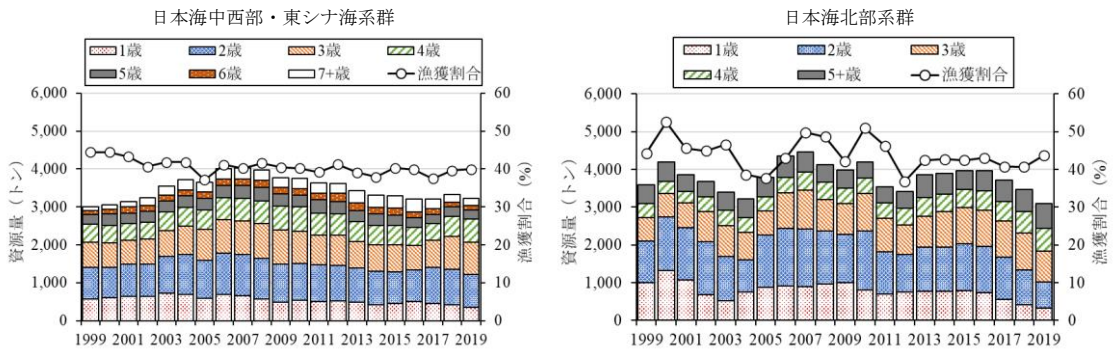 日本海中西部・東シナ海系群
1歳 2歳 3歳 4歳
5歳 6歳 7+歳 漁獲割合
6,000 60
5,000 50
4,000 40
3,000 30
2,000 20
1,000 10
0 0
資源量(トン)
漁獲割合(%)
1999 2001 2003 2005 2007 2009 2011 2013 2015 2017 2019
日本海北部系群
1歳 2歳 3歳
4歳 5+歳 漁獲割合
6,000 60
5,000 50
4,000 40
3,000 30
2,000 20
1,000 10
0 0
資源量(トン)
漁獲割合(%)
1999 2001 2003 2005 2007 2009 2011 2013 2015 2017 2019